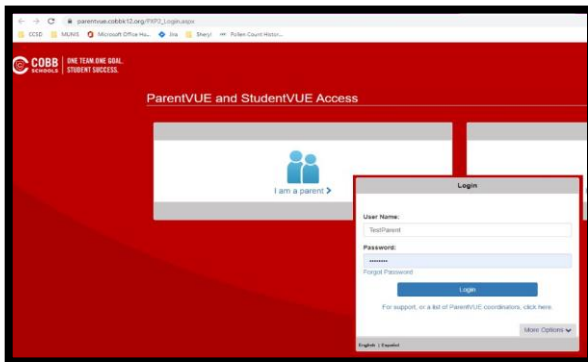 parentvue.cobbk12.org/PXP2_Login.aspx
CCSD MUNIS Microsoft Office Ho... Jira Sheryl Pollen Count Histor...
COBB SCHOOLS
ONE TEAM. ONE GOAL.
STUDENT SUCCESS.
ParentVUE and StudentVUE Access
I am a parent >
Login
User Name:
TestParent
Password:
••••••••
Forgot Password
Login
For support, or a list of ParentVUE coordinators, click here.
More Options
English | Español